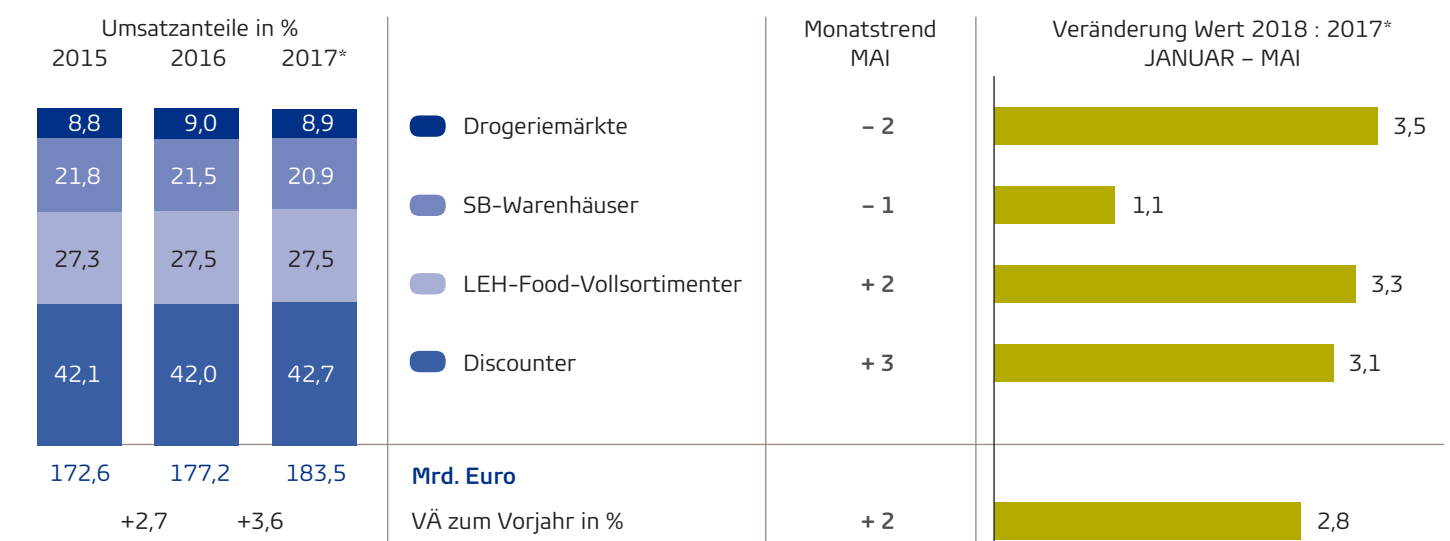 Umsatzanteile in %
2015 2016 2017*
Monatstrend
MAI
Veränderung Wert 2018 : 2017*
JANUAR – MAI
8,8 9,0 8,9 Drogeriemärkte – 2 3,5
21,8 21,5 20.9 SB-Warenhäuser – 1 1,1
27,3 27,5 27,5 LEH-Food-Vollsortimenter + 2 3,3
42,1 42,0 42,7 Discounter + 3 3,1
172,6 177,2 183,5 Mrd. Euro
+2,7 +3,6 VÄ zum Vorjahr in % + 2 2,8